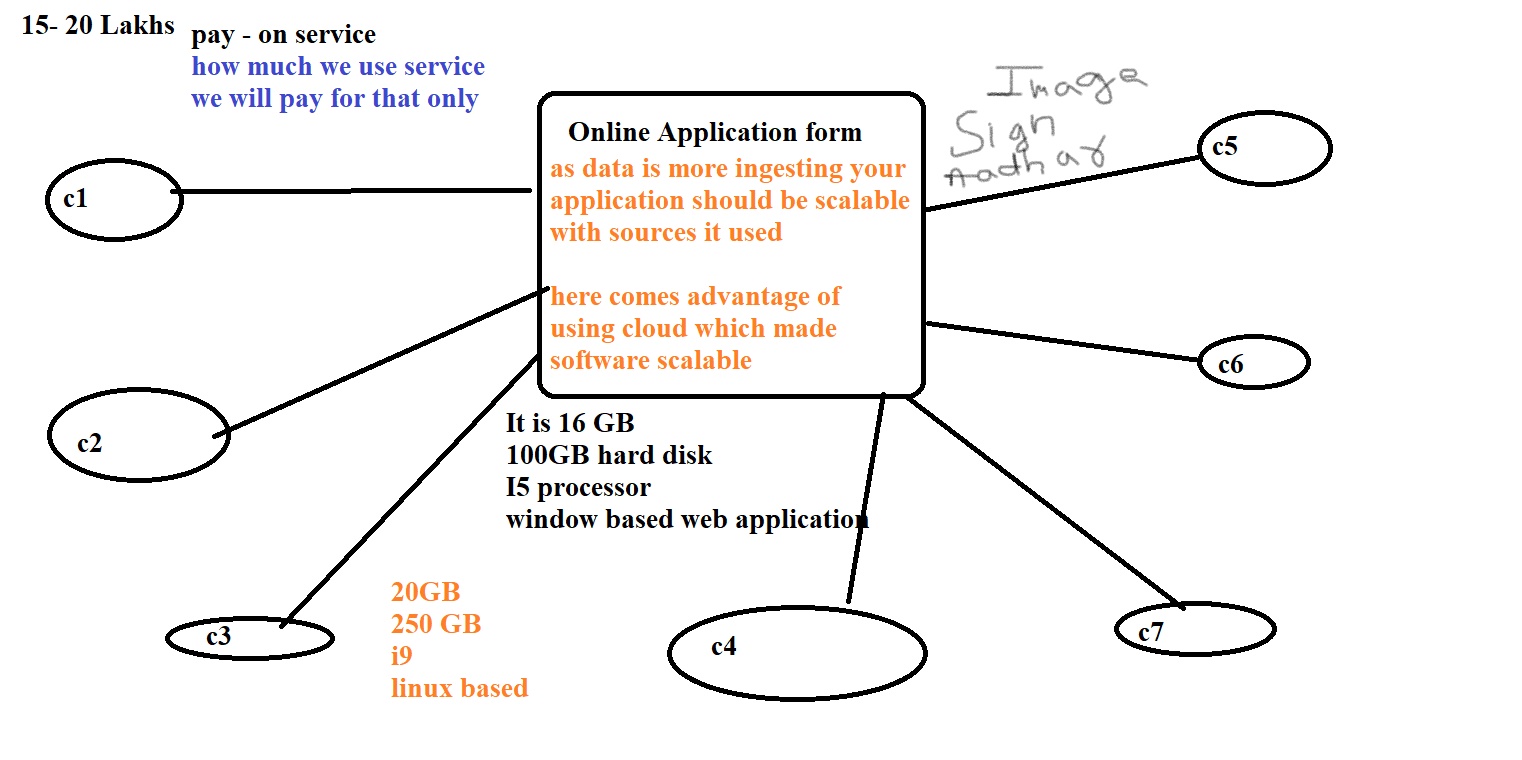 15- 20 Lakhs
pay - on service
how much we use service
we will pay for that only
Online Application form
as data is more ingesting your
application should be scalable
with sources it used
here comes advantage of
using cloud which made
software scalable
Image
Sign
Aadhar
c1
c2
c3
c4
c5
c6
c7
It is 16 GB
100GB hard disk
I5 processor
window based web application
20GB
250 GB
i9
linux based